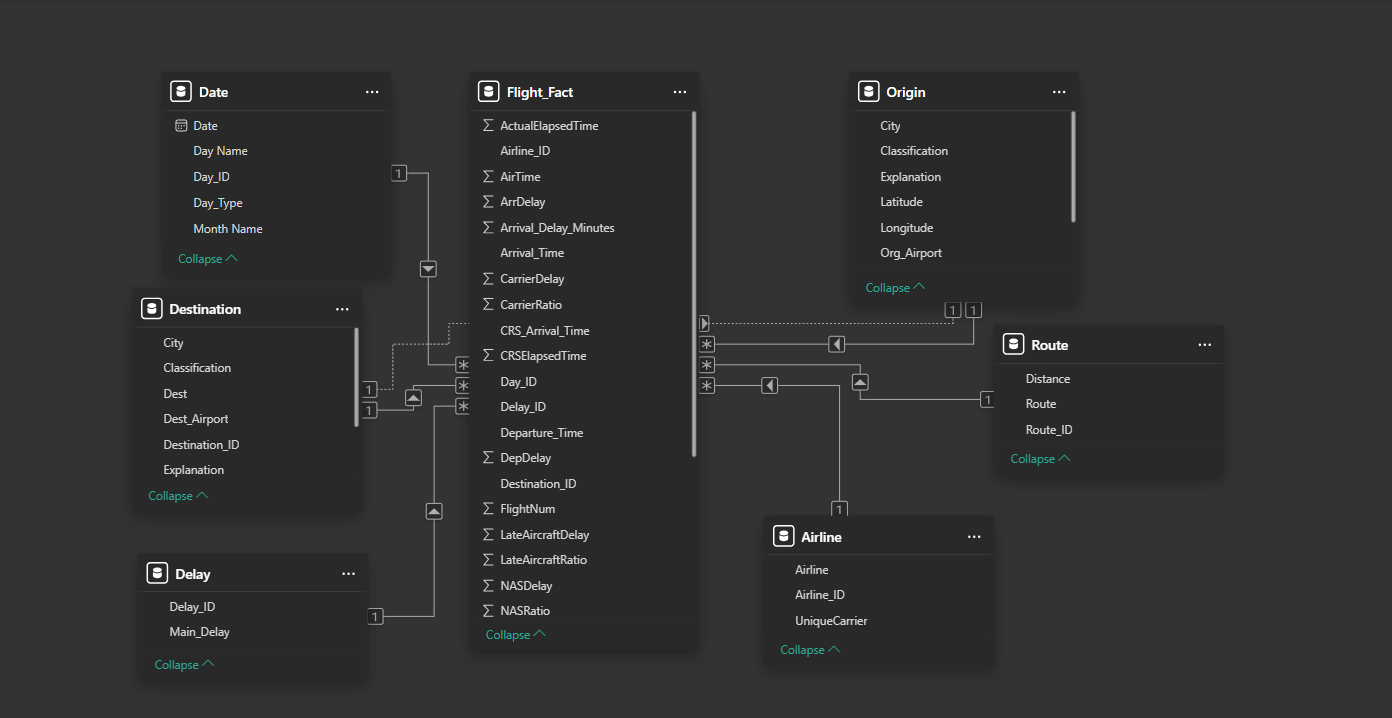 Date
Date
Day Name
Day_ID
Day_Type
Month Name
Collapse
1
Destination
City
Classification
Dest
Dest_Airport
Destination_ID
Explanation
Collapse
1
1
Delay
Delay_ID
Main_Delay
Collapse
1
Flight_Fact
ActualElapsedTime
Airline_ID
AirTime
ArrDelay
Arrival_Delay_Minutes
Arrival_Time
CarrierDelay
CarrierRatio
CRS_Arrival_Time
CRSElapsedTime
Day_ID
Delay_ID
Departure_Time
DepDelay
Destination_ID
FlightNum
LateAircraftDelay
LateAircraftRatio
NASDelay
NASRatio
Collapse
Origin
City
Classification
Explanation
Latitude
Longitude
Org_Airport
Collapse
1 1
Route
Distance
Route
Route_ID
Collapse
1
1
Airline
Airline
Airline_ID
UniqueCarrier
Collapse